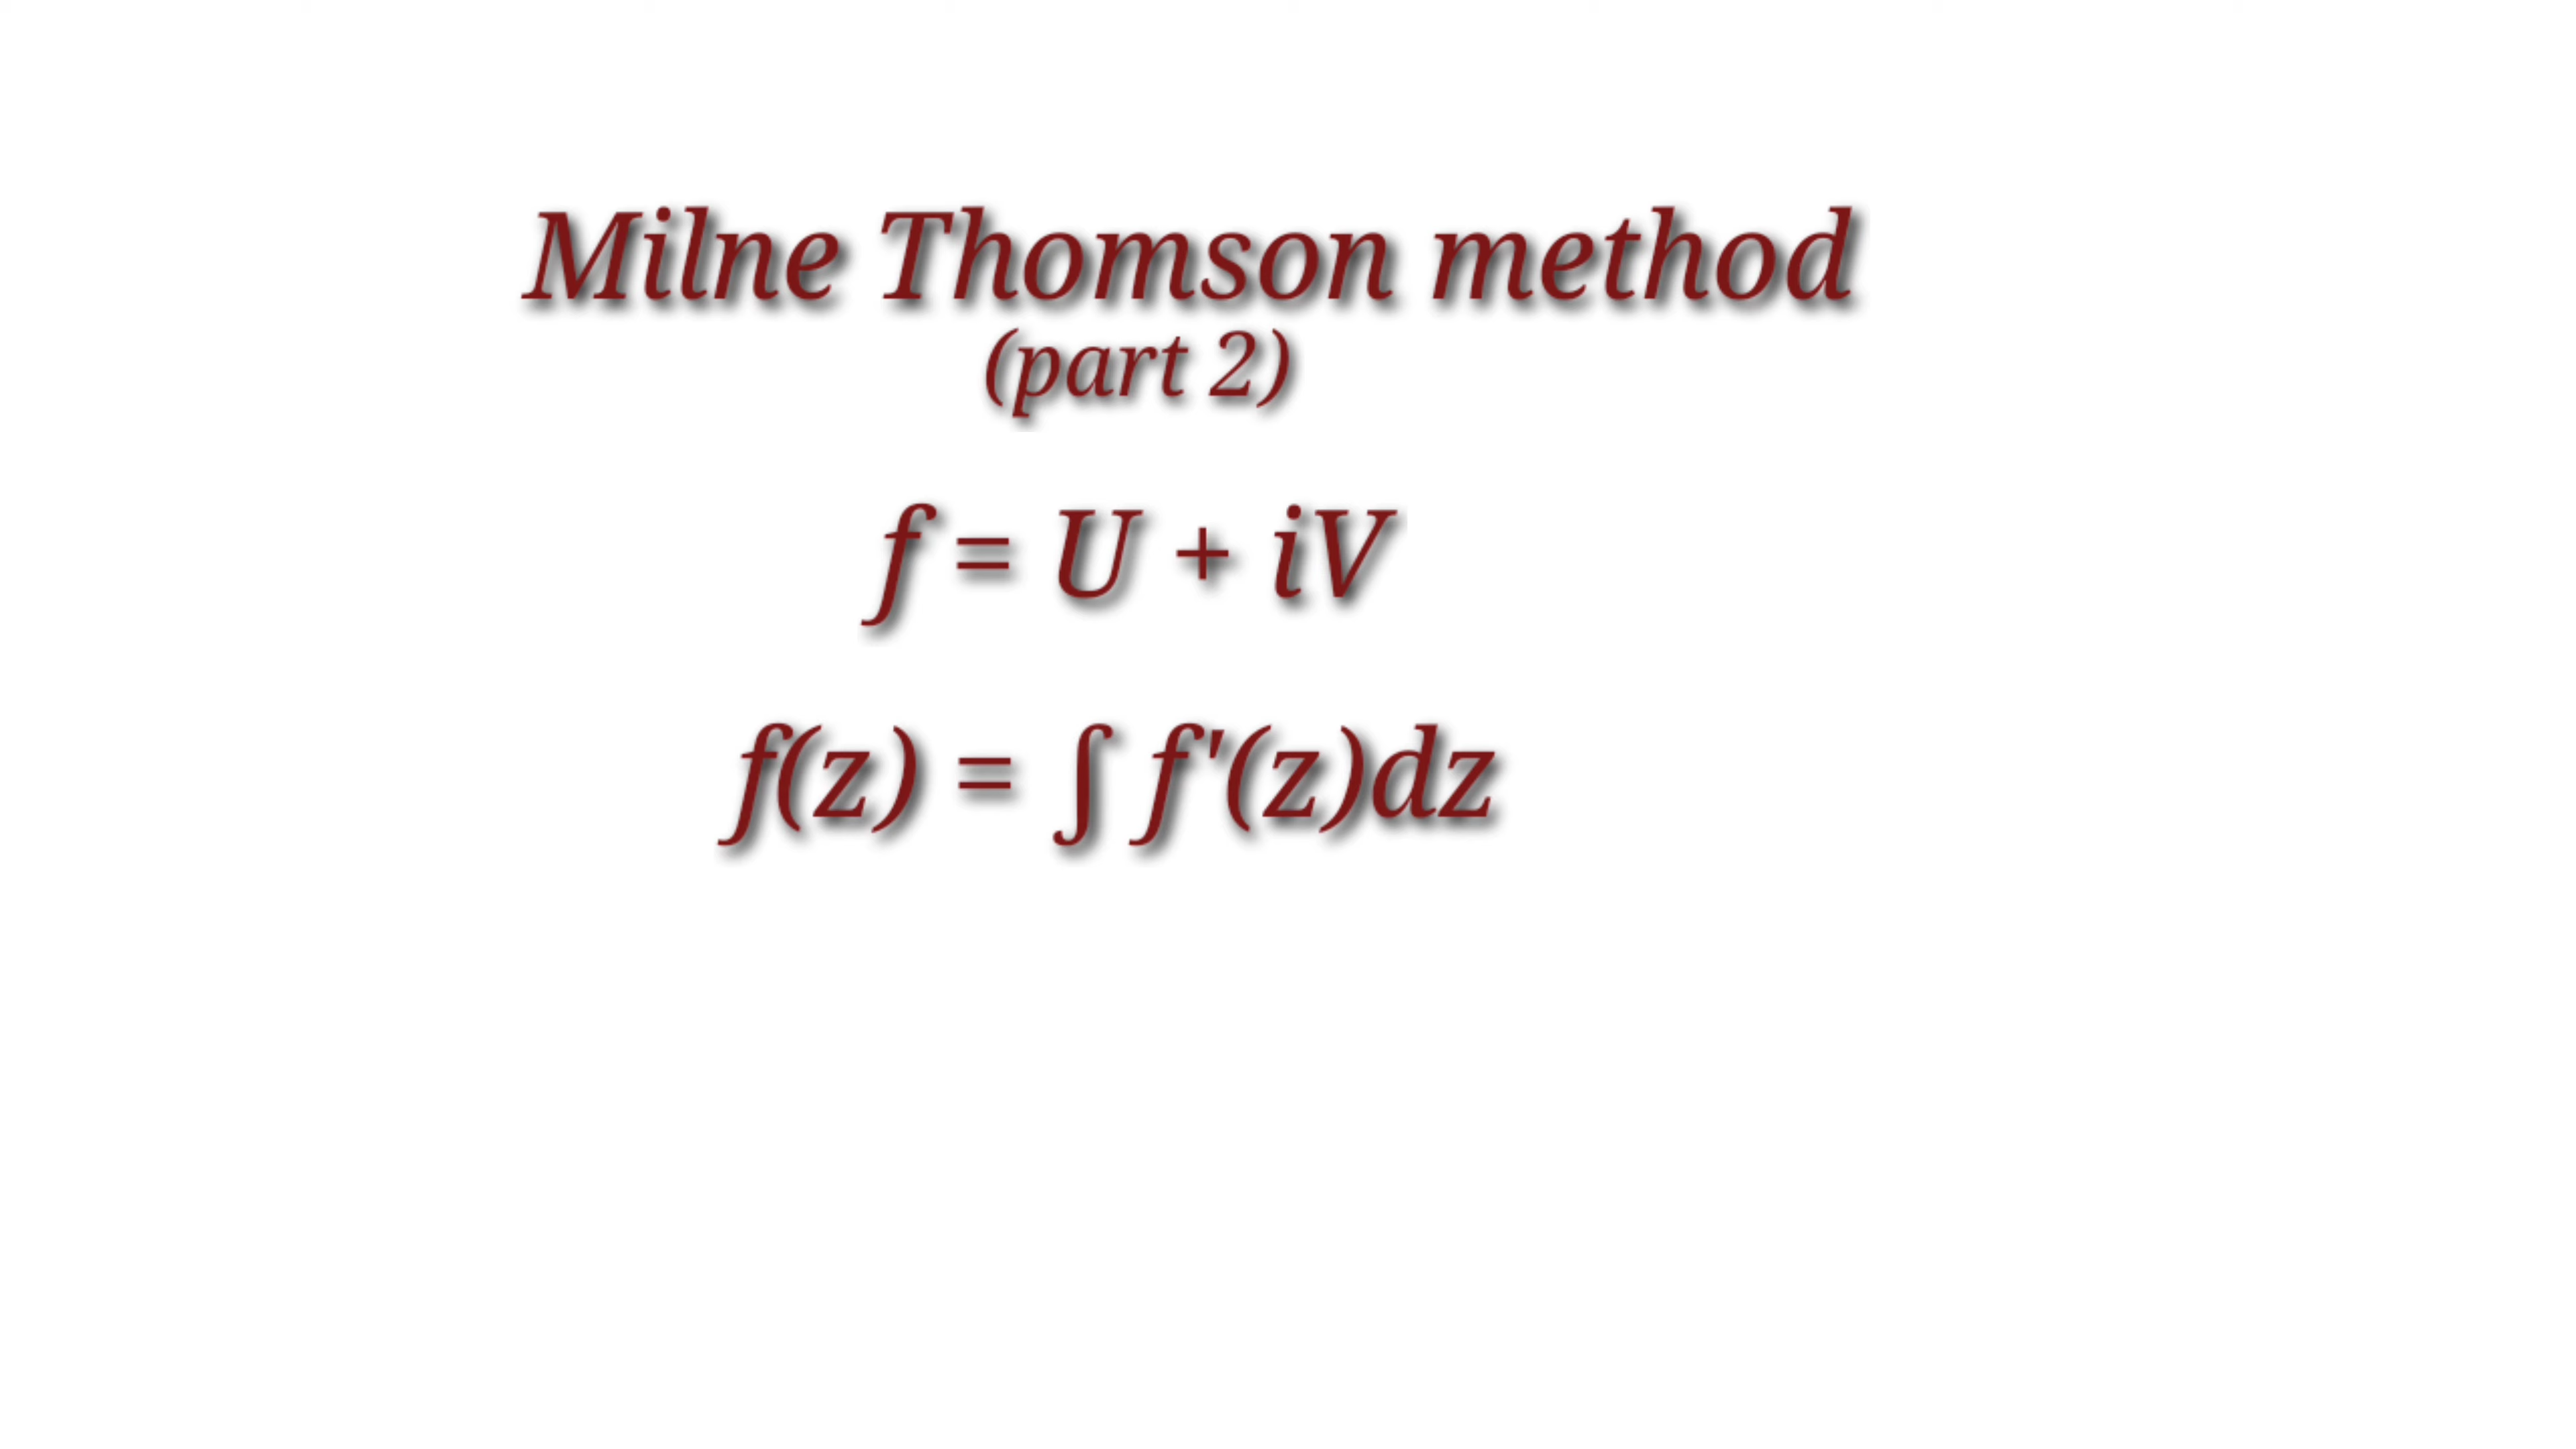 Milne Thomson method
(part 2)
f = U + iV
f(z) = ∫ f'(z)dz